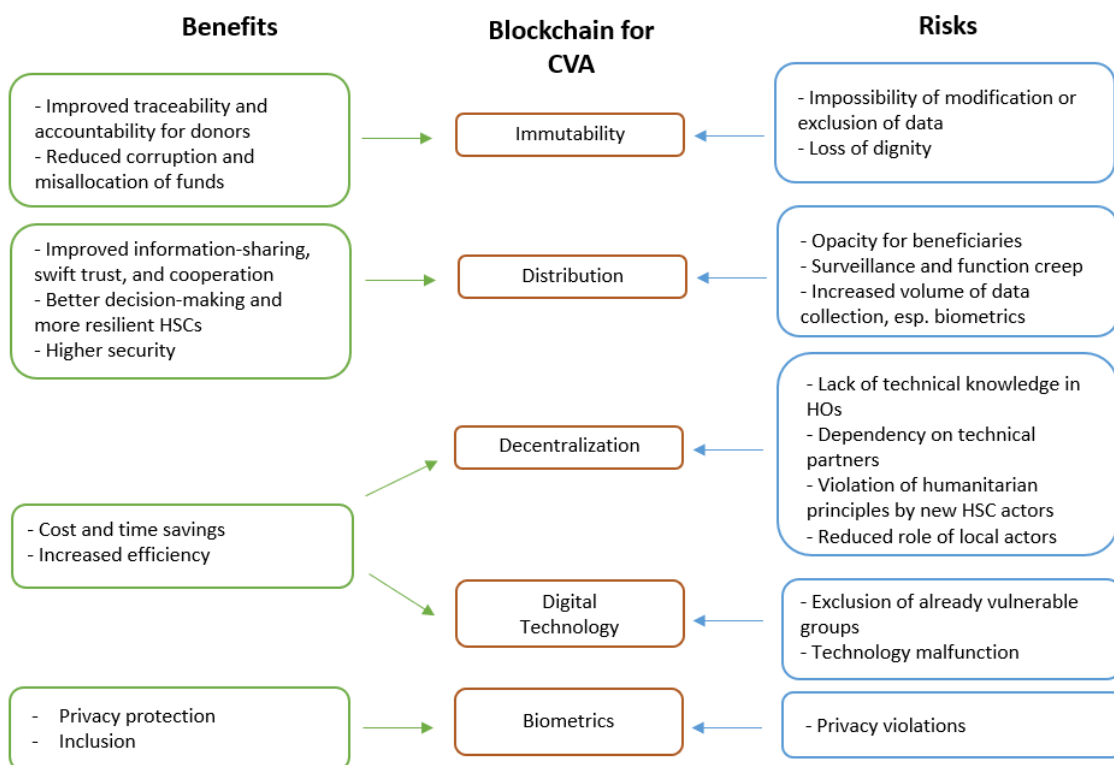 Benefits
Blockchain for
CVA
Risks
- Improved traceability and
accountability for donors
- Reduced corruption and
misallocation of funds
Immutability
- Impossibility of modification or
exclusion of data
- Loss of dignity
- Improved information-sharing,
swift trust, and cooperation
- Better decision-making and
more resilient HSCs
- Higher security
Distribution
- Opacity for beneficiaries
- Surveillance and function creep
- Increased volume of data
collection, esp. biometrics
- Cost and time savings
- Increased efficiency
Decentralization
- Lack of technical knowledge in
HOs
- Dependency on technical
partners
- Violation of humanitarian
principles by new HSC actors
- Reduced role of local actors
Digital
Technology
- Exclusion of already vulnerable
groups
- Technology malfunction
- Privacy protection
- Inclusion
Biometrics
- Privacy violations